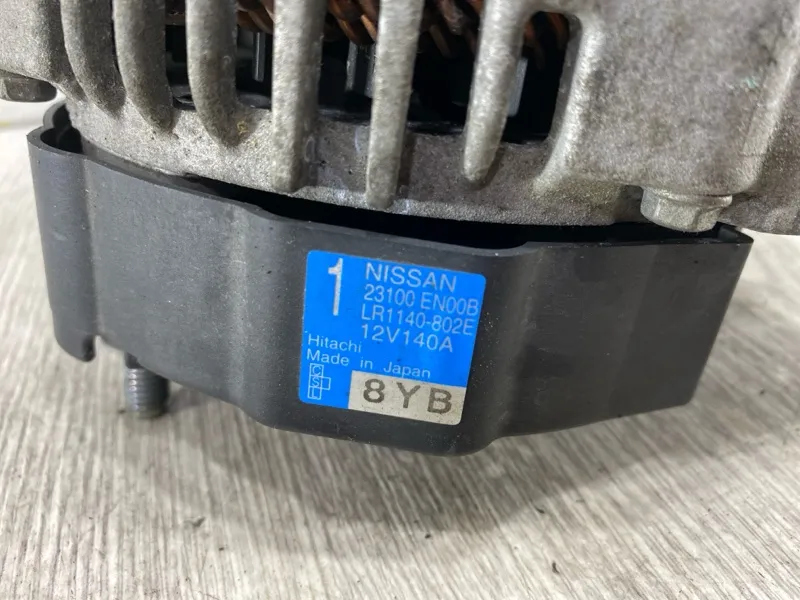 1
NISSAN
23100 EN00B
LR1140-802E
12V140A
Hitachi
Made in Japan
C
S
L
8YB